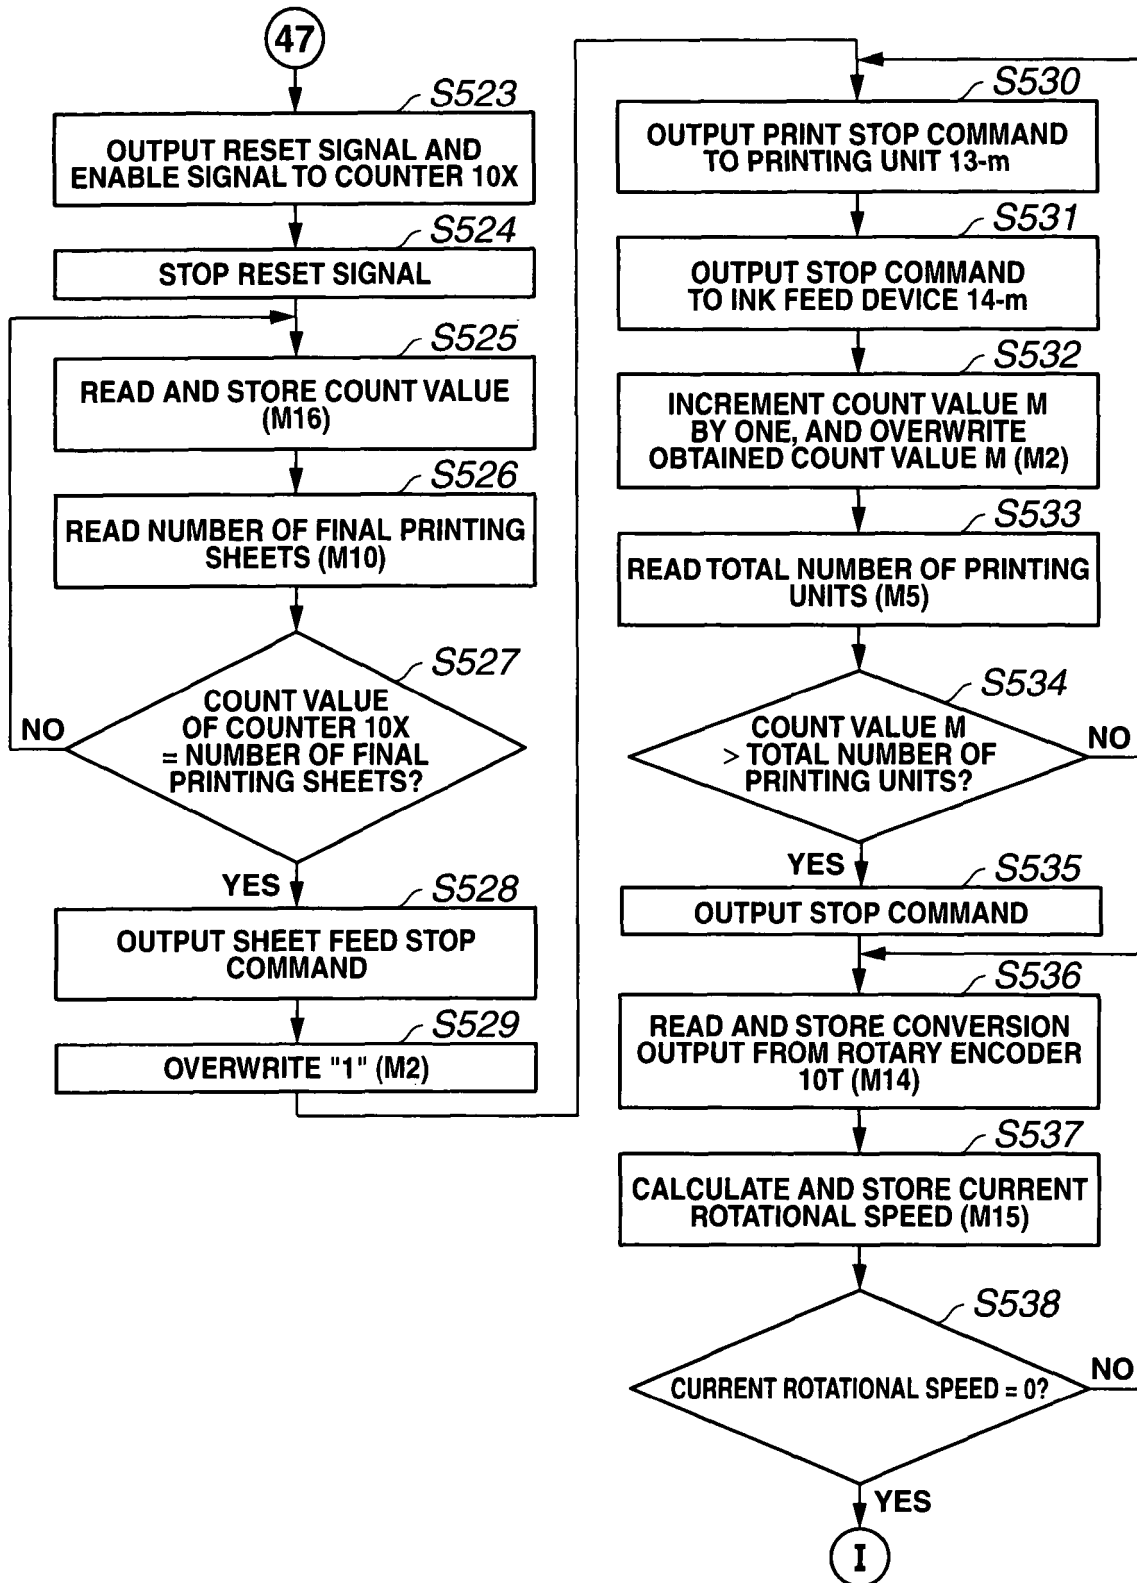 47
S523
OUTPUT RESET SIGNAL AND
ENABLE SIGNAL TO COUNTER 10X
S524
STOP RESET SIGNAL
S525
READ AND STORE COUNT VALUE
(M16)
S526
READ NUMBER OF FINAL PRINTING
SHEETS (M10)
S527
COUNT VALUE
OF COUNTER 10X
= NUMBER OF FINAL
PRINTING SHEETS?
NO
YES
S528
OUTPUT SHEET FEED STOP
COMMAND
S529
OVERWRITE "1" (M2)
S530
OUTPUT PRINT STOP COMMAND
TO PRINTING UNIT 13-m
S531
OUTPUT STOP COMMAND
TO INK FEED DEVICE 14-m
S532
INCREMENT COUNT VALUE M
BY ONE, AND OVERWRITE
OBTAINED COUNT VALUE M (M2)
S533
READ TOTAL NUMBER OF PRINTING
UNITS (M5)
S534
COUNT VALUE M
> TOTAL NUMBER OF
PRINTING UNITS?
NO
YES
S535
OUTPUT STOP COMMAND
S536
READ AND STORE CONVERSION
OUTPUT FROM ROTARY ENCODER
10T (M14)
S537
CALCULATE AND STORE CURRENT
ROTATIONAL SPEED (M15)
S538
CURRENT ROTATIONAL SPEED = 0?
NO
YES
I